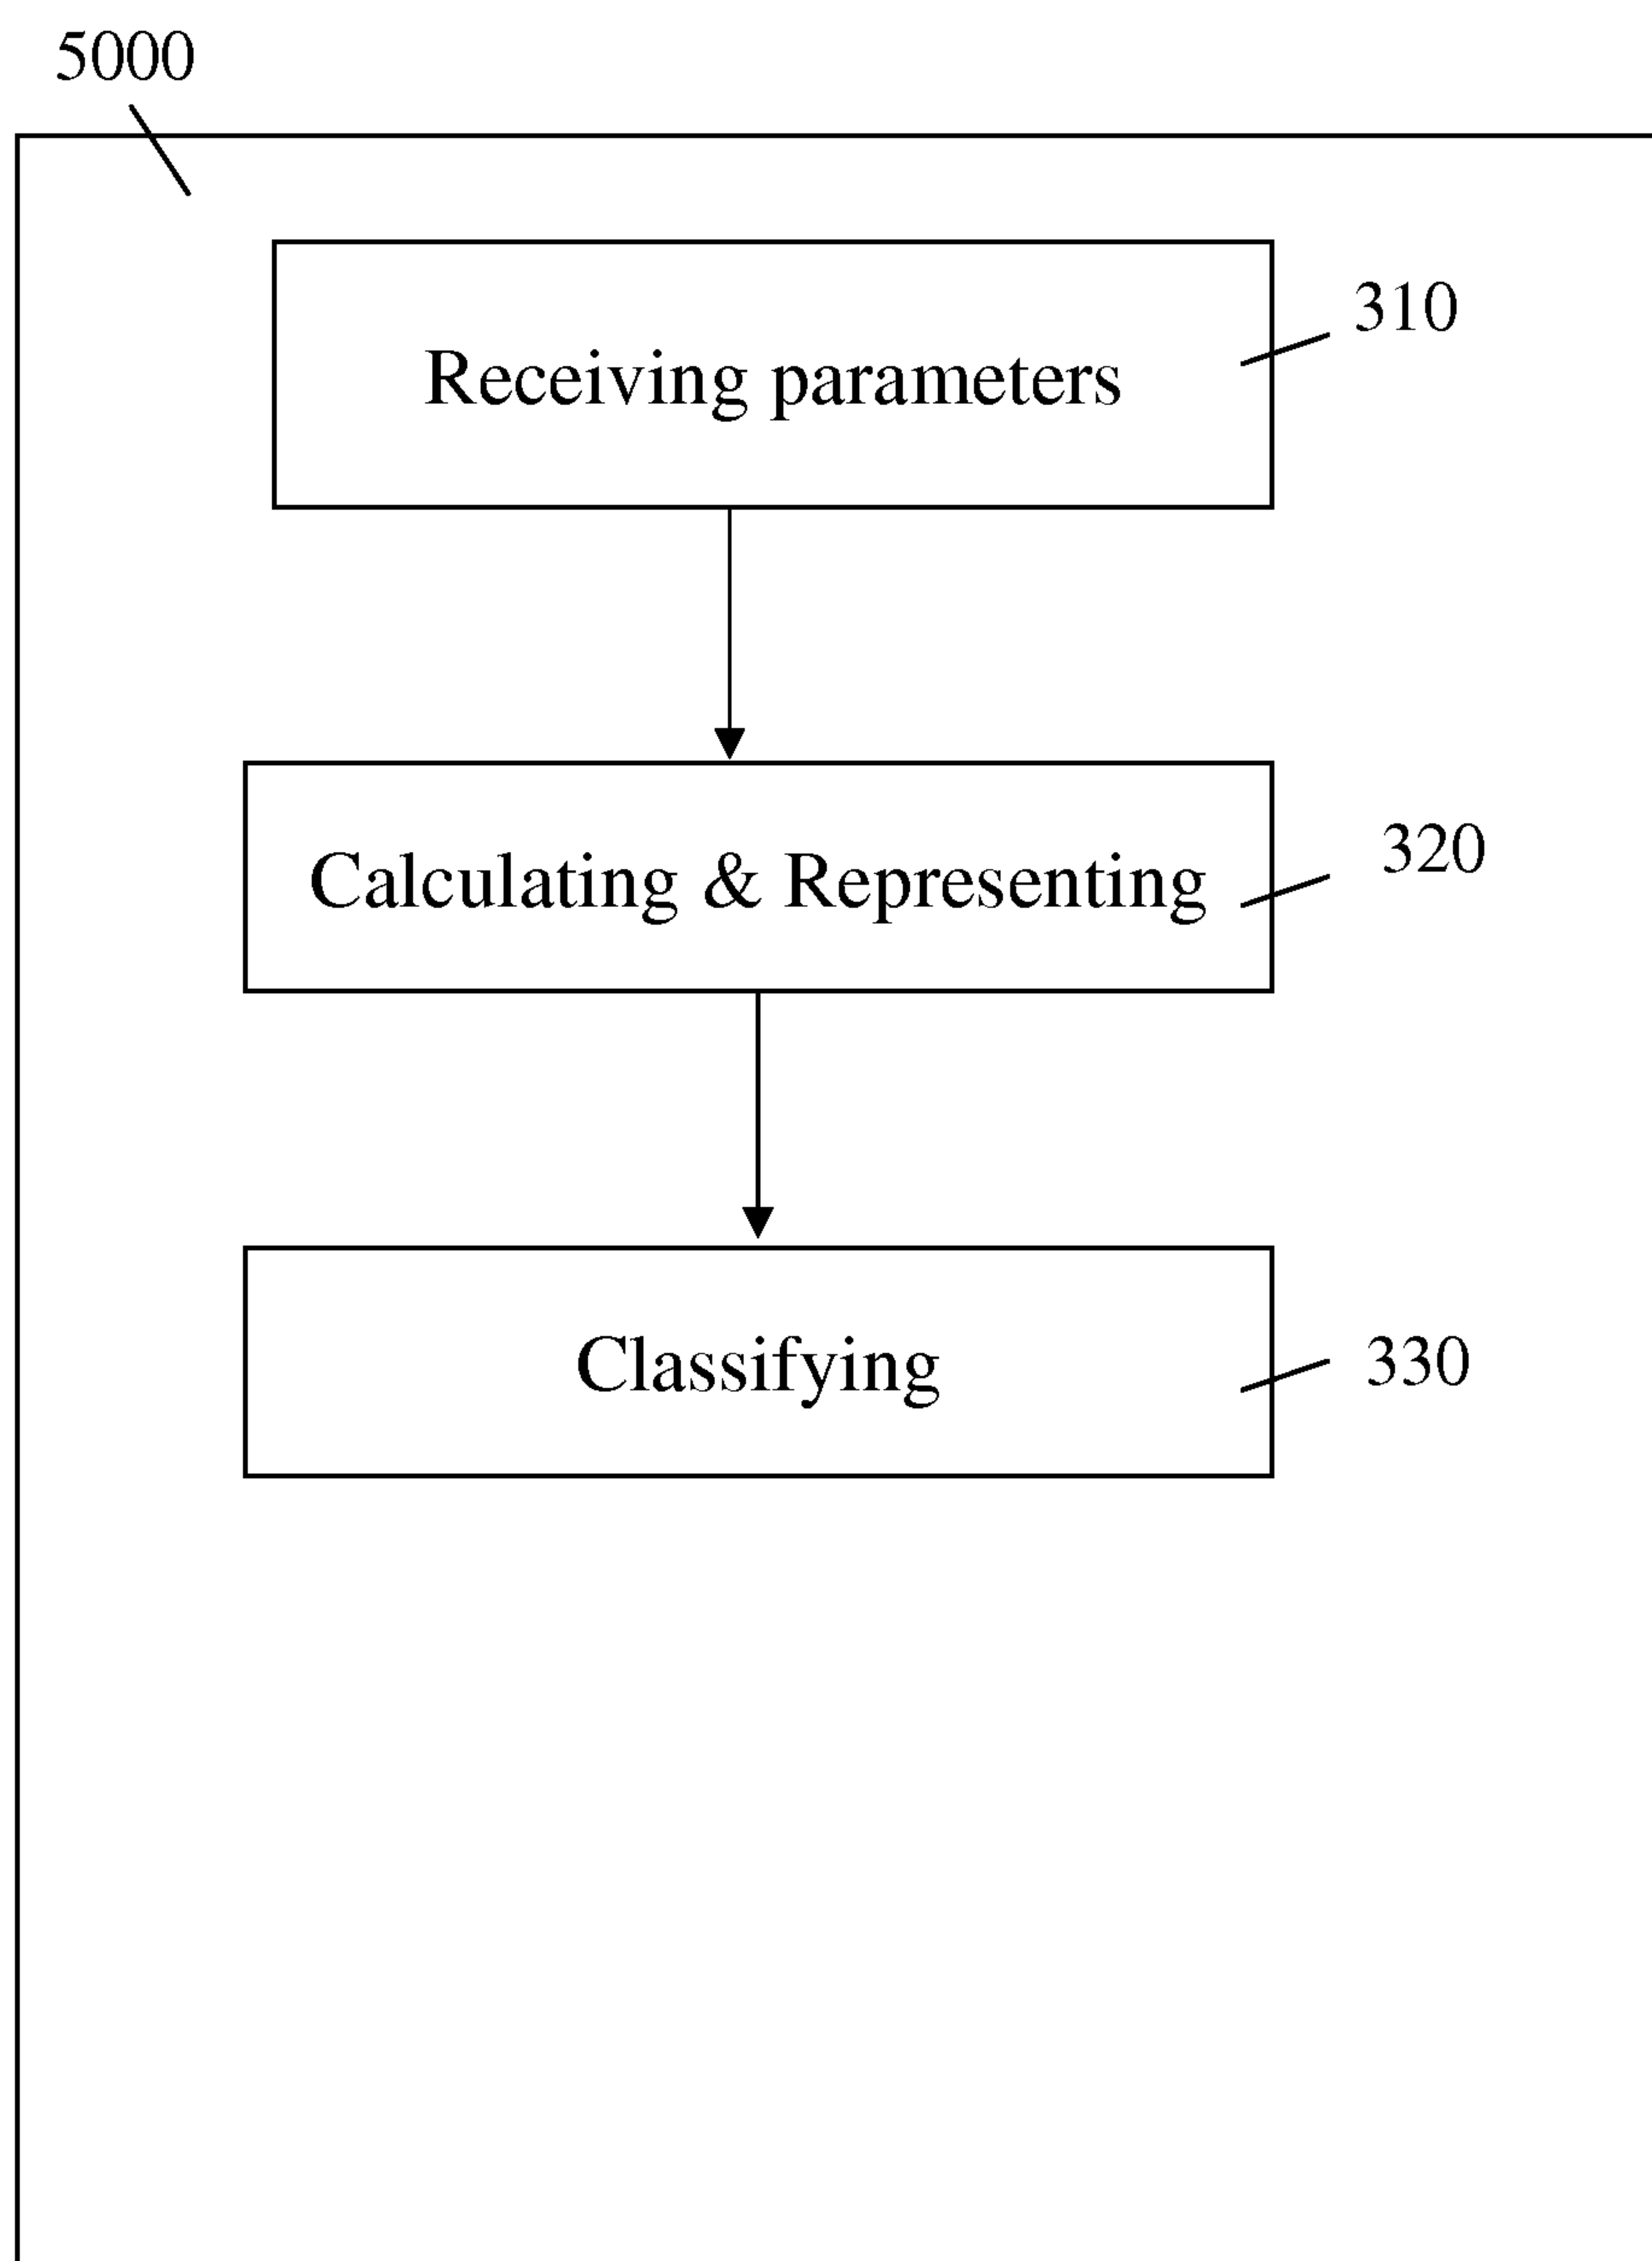 5000
Receiving parameters
310
Calculating & Representing
320
Classifying
330